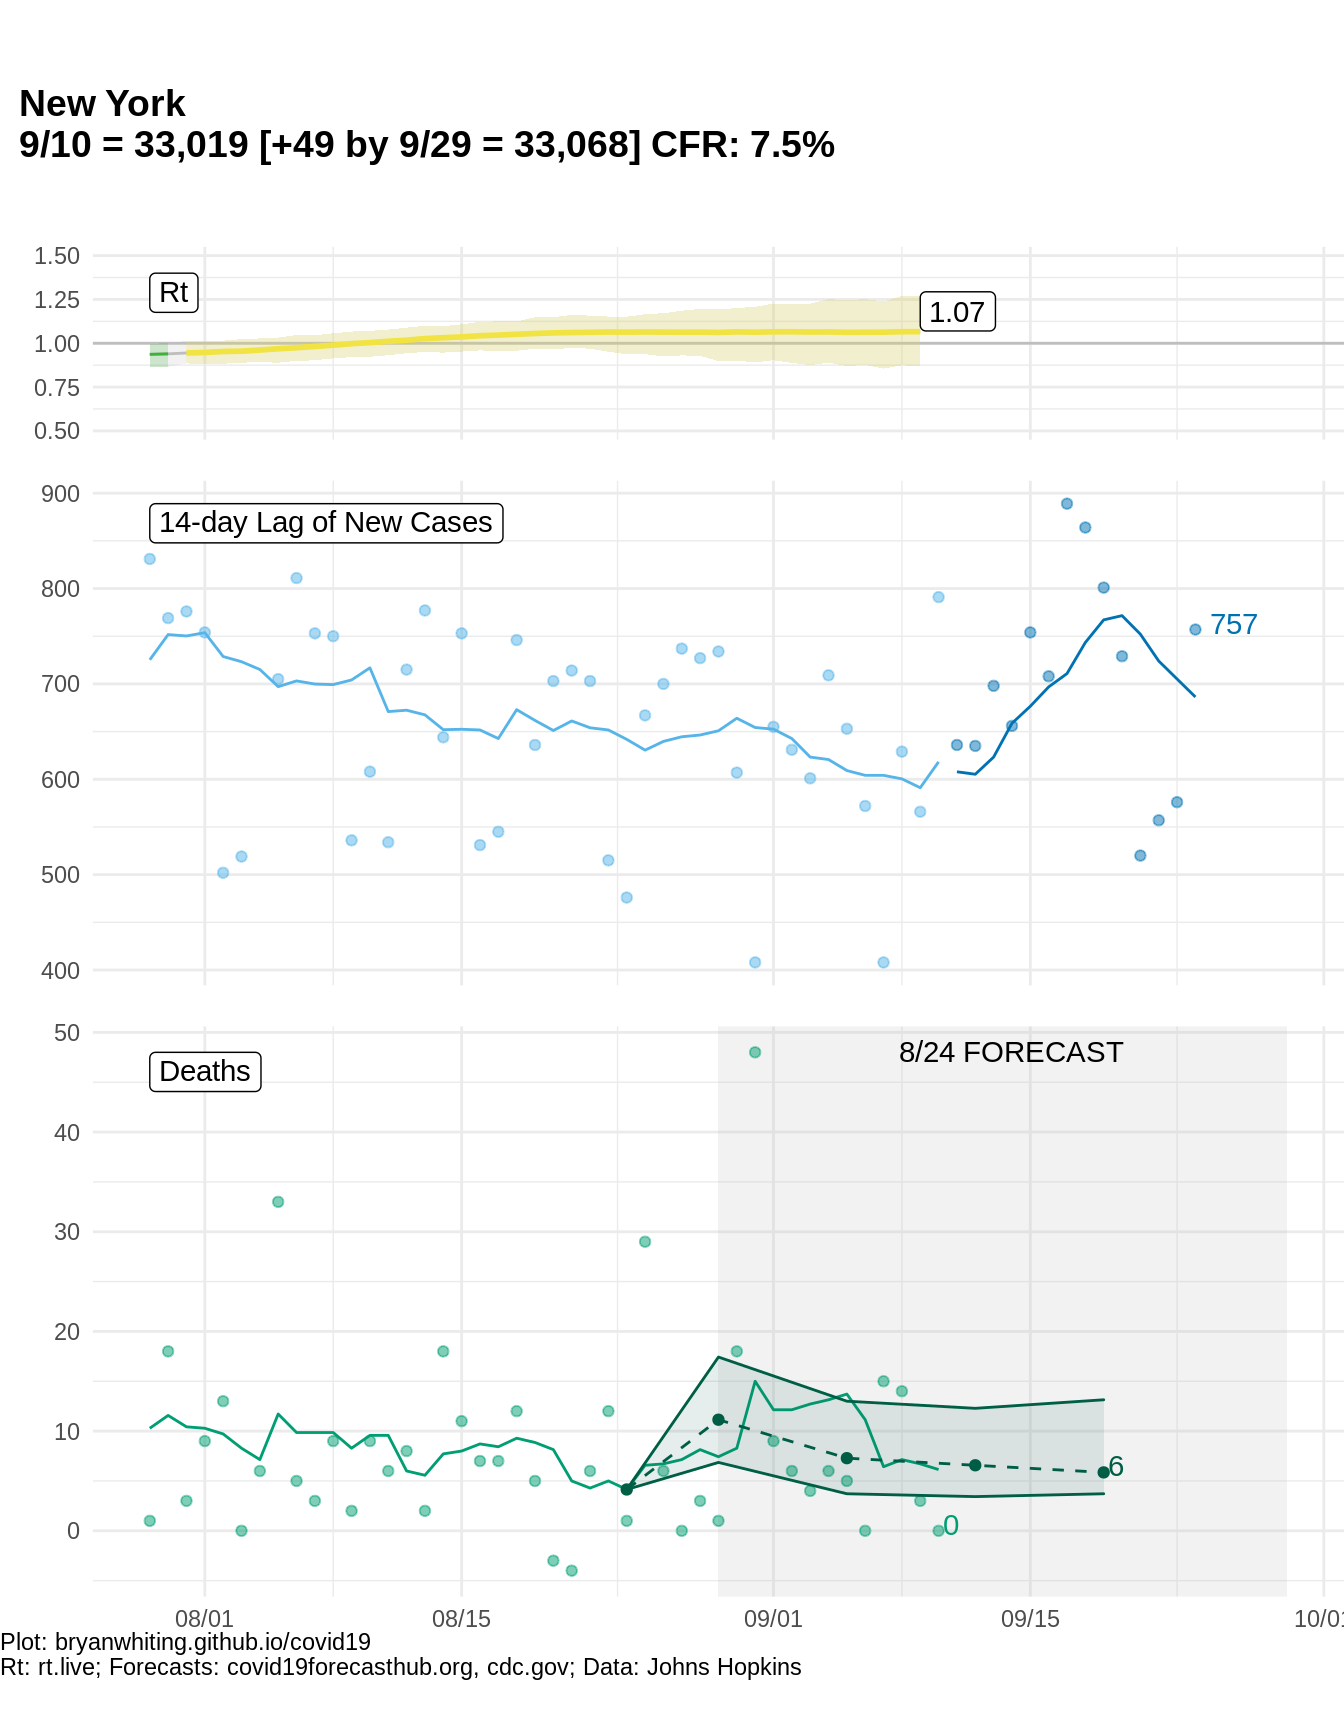 New York
9/10 = 33,019 [+49 by 9/29 = 33,068] CFR: 7.5%
1.50
Rt
1.25
1.07
1.00
0.75
0.50
900
14-day Lag of New Cases
800
757
700
600
500
400
50
8/24 FORECAST
Deaths
40
30
20
10
6
0
0
08/01 08/15 09/01 09/15 10/01
Plot: bryanwhiting.github.io/covid19
Rt: rt.live; Forecasts: covid19forecasthub.org, cdc.gov; Data: Johns Hopkins